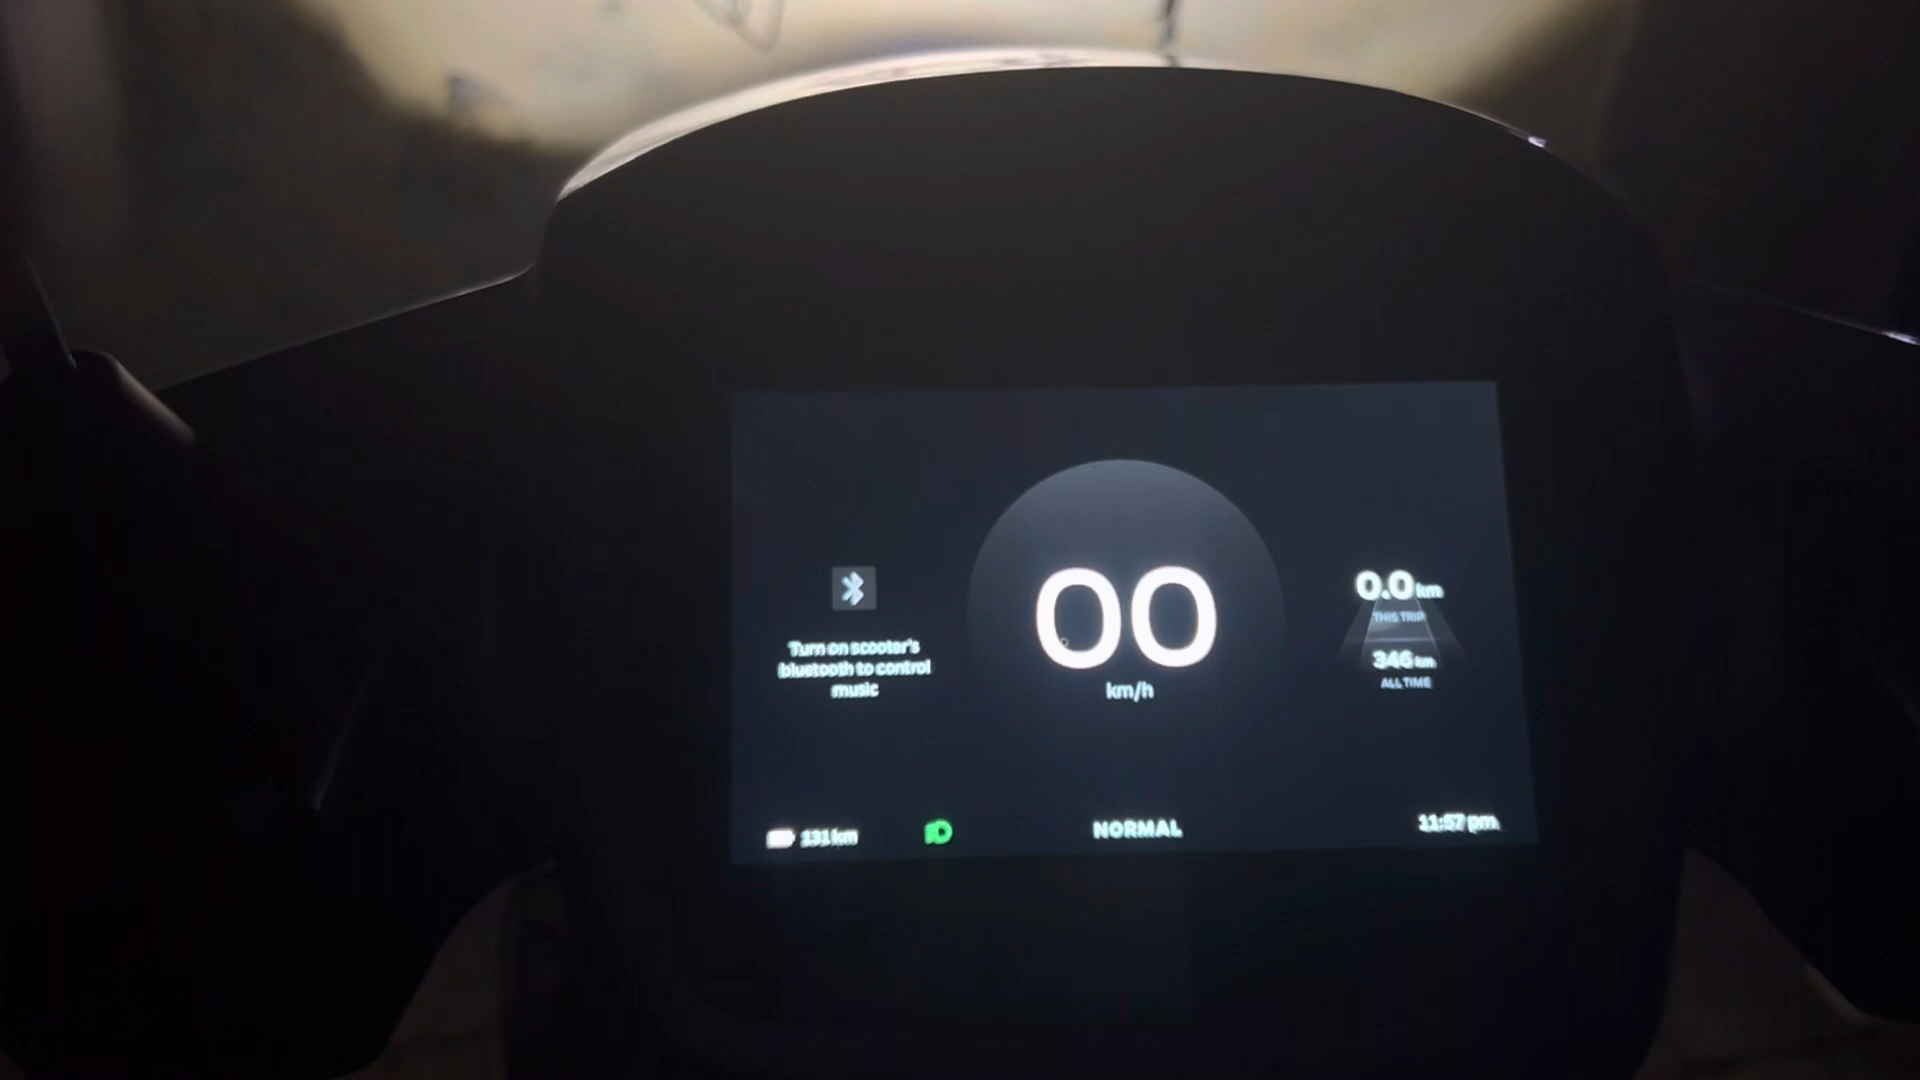 00
km/h
Turn on scooter's
bluetooth to control
music
0.0 km
THIS TRIP
346 km
ALL TIME
131 km
NORMAL
11:57 pm